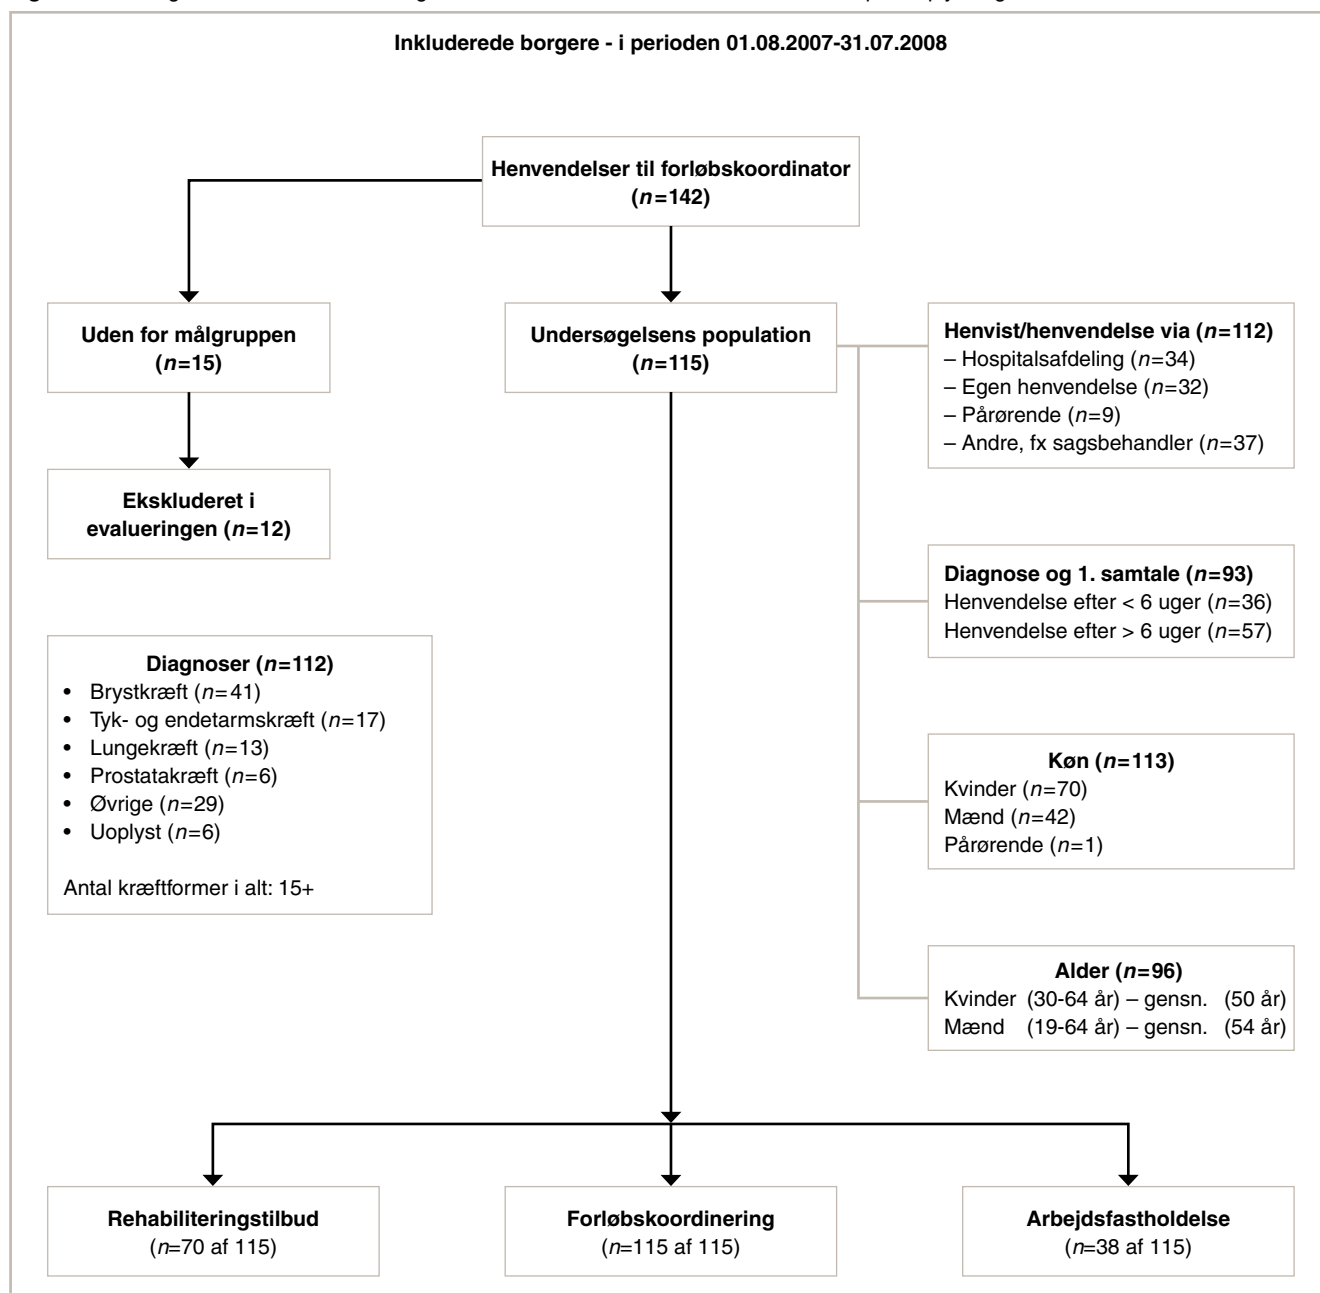 Inkluderede borgere - i perioden 01.08.2007-31.07.2008
Henvendelser til forløbskoordinator
(n=142)
Uden for målgruppen
(n=15)
Undersøgelsens population
(n=115)
Henvist/henvendelse via (n=112)
– Hospitalsafdeling (n=34)
– Egen henvendelse (n=32)
– Pårørende (n=9)
– Andre, fx sagsbehandler (n=37)
Ekskluderet i
evalueringen (n=12)
Diagnose og 1. samtale (n=93)
Henvendelse efter < 6 uger (n=36)
Henvendelse efter > 6 uger (n=57)
Diagnoser (n=112)
• Brystkræft (n=41)
• Tyk- og endetarmskræft (n=17)
• Lungekræft (n=13)
• Prostatakræft (n=6)
• Øvrige (n=29)
• Uoplyst (n=6)
Antal kræftformer i alt: 15+
Køn (n=113)
Kvinder (n=70)
Mænd (n=42)
Pårørende (n=1)
Alder (n=96)
Kvinder (30-64 år) – gensn. (50 år)
Mænd (19-64 år) – gensn. (54 år)
Rehabiliteringstilbud
(n=70 af 115)
Forløbskoordinering
(n=115 af 115)
Arbejdsfastholdelse
(n=38 af 115)